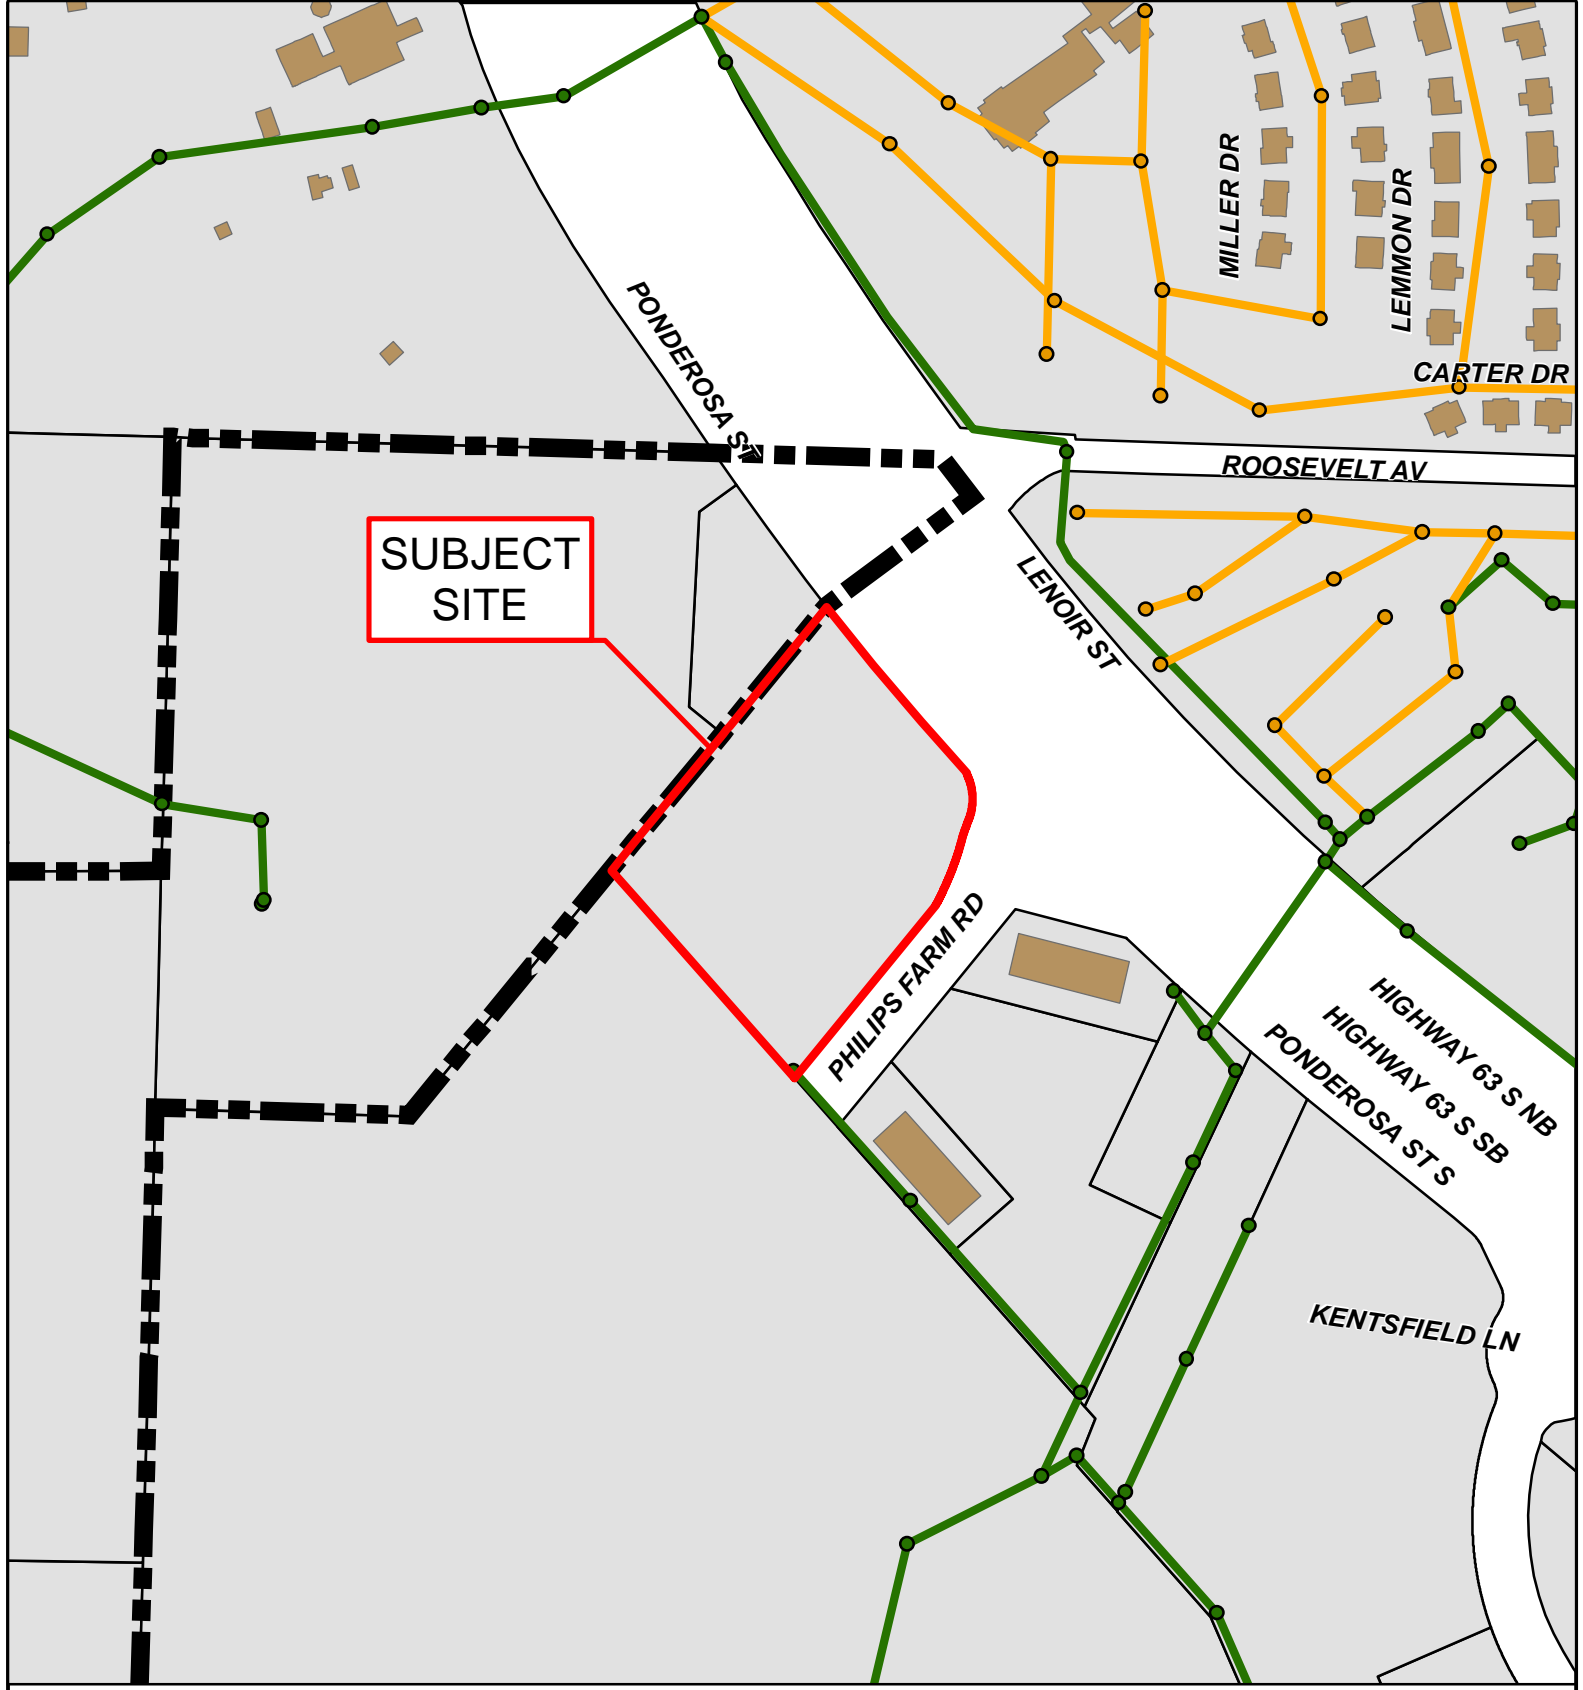 MILLER DR
LEMMON DR
PONDEROSA ST
CARTER DR
ROOSEVELT AV
SUBJECT
SITE
LENOIR ST
PHILIPS FARM RD
HIGHWAY 63 S NB
HIGHWAY 63 S SB
PONDEROSA ST S
KENTSFIELD LN